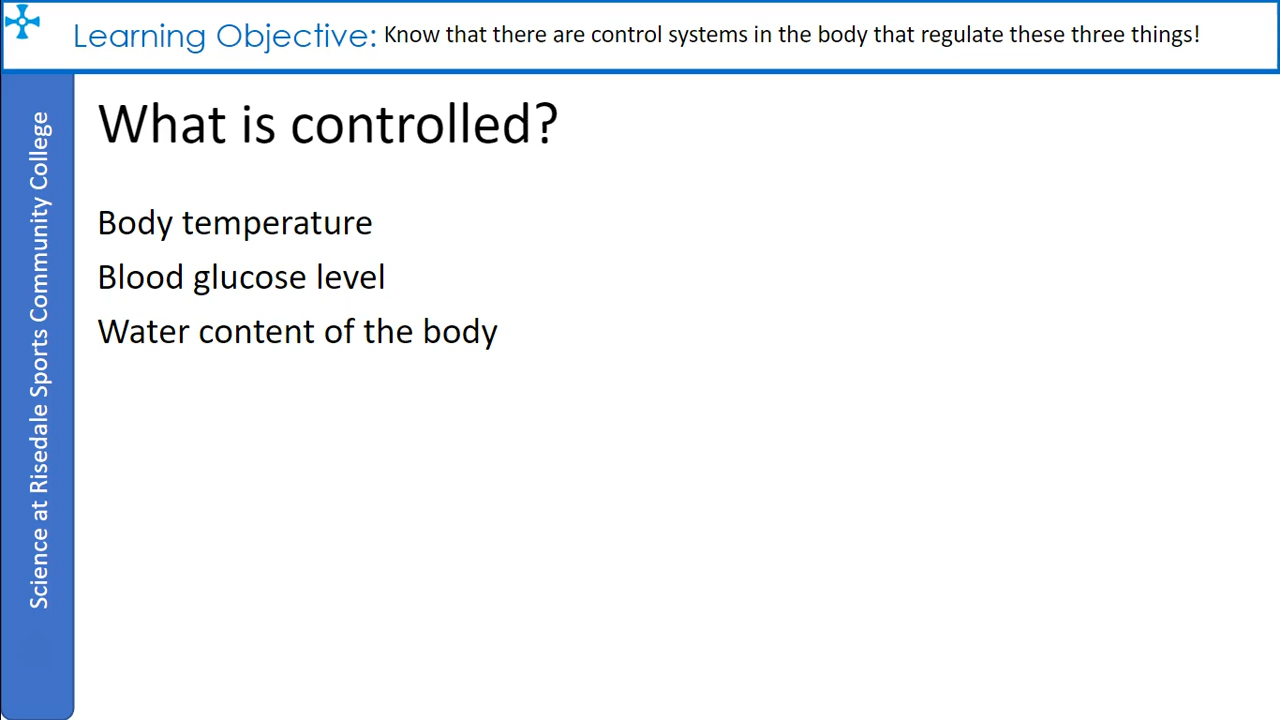 Learning Objective: Know that there are control systems in the body that regulate these three things!
Science at Risedale Sports Community College
What is controlled?
Body temperature
Blood glucose level
Water content of the body